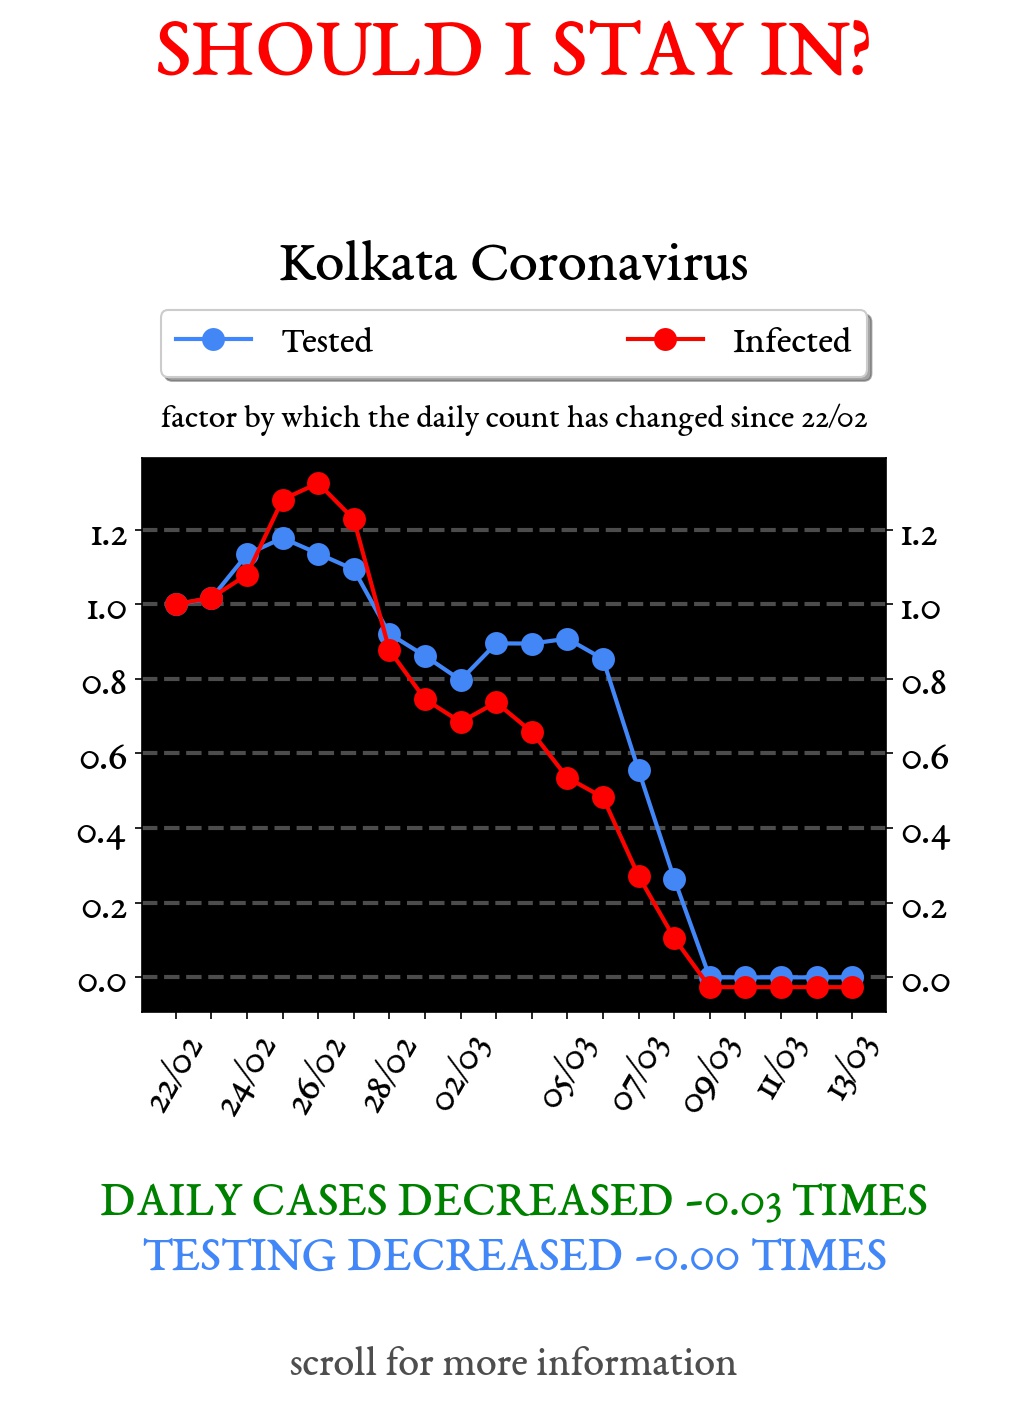 SHOULD I STAY IN?
Kolkata Coronavirus
Tested Infected
factor by which the daily count has changed since 22/02
1.2 1.2
1.0 1.0
0.8 0.8
0.6 0.6
0.4 0.4
0.2 0.2
0.0 0.0
22/02 24/02 26/02 28/02 02/03 05/03 07/03 09/03 11/03 13/03
DAILY CASES DECREASED -0.03 TIMES
TESTING DECREASED -0.00 TIMES
scroll for more information